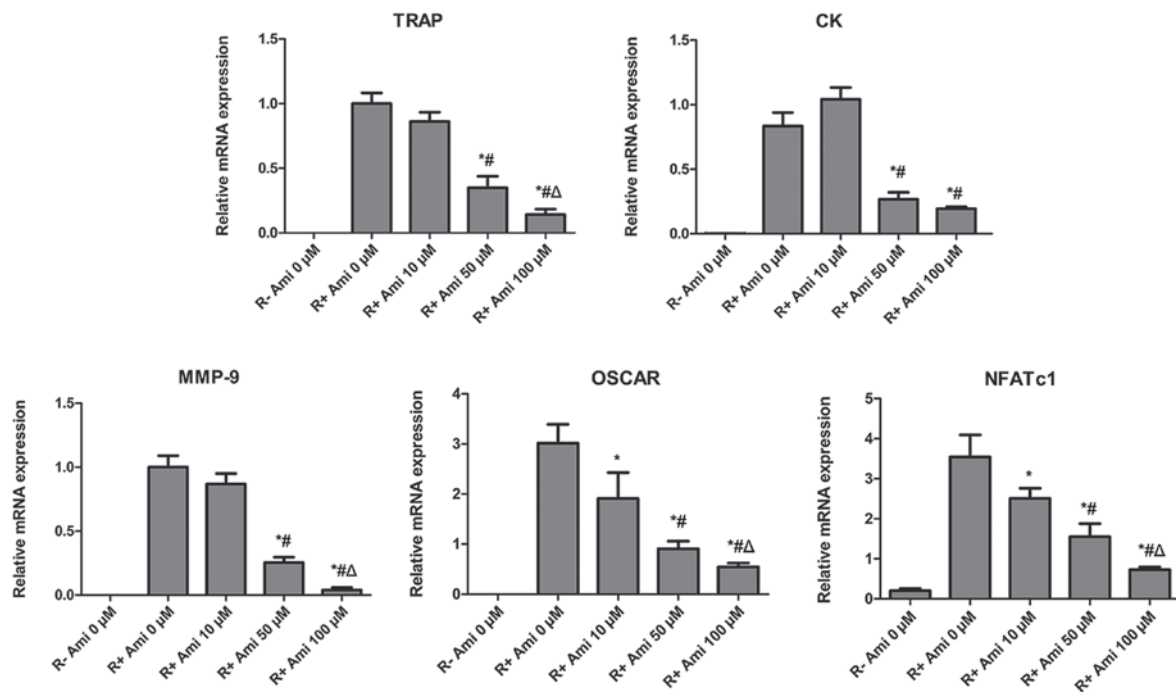 TRAP
Relative mRNA expression
1.5
1.0
0.5
0.0
*#
*#Δ
R- Ami 0 µM
R+ Ami 0 µM
R+ Ami 10 µM
R+ Ami 50 µM
R+ Ami 100 µM
CK
Relative mRNA expression
1.5
1.0
0.5
0.0
*#
*#
R- Ami 0 µM
R+ Ami 0 µM
R+ Ami 10 µM
R+ Ami 50 µM
R+ Ami 100 µM
MMP-9
Relative mRNA expression
1.5
1.0
0.5
0.0
*#
*#Δ
R- Ami 0 µM
R+ Ami 0 µM
R+ Ami 10 µM
R+ Ami 50 µM
R+ Ami 100 µM
OSCAR
Relative mRNA expression
4
3
2
1
0
*
*#
*#Δ
R- Ami 0 µM
R+ Ami 0 µM
R+ Ami 10 µM
R+ Ami 50 µM
R+ Ami 100 µM
NFATc1
Relative mRNA expression
5
4
3
2
1
0
*
*#
*#Δ
R- Ami 0 µM
R+ Ami 0 µM
R+ Ami 10 µM
R+ Ami 50 µM
R+ Ami 100 µM